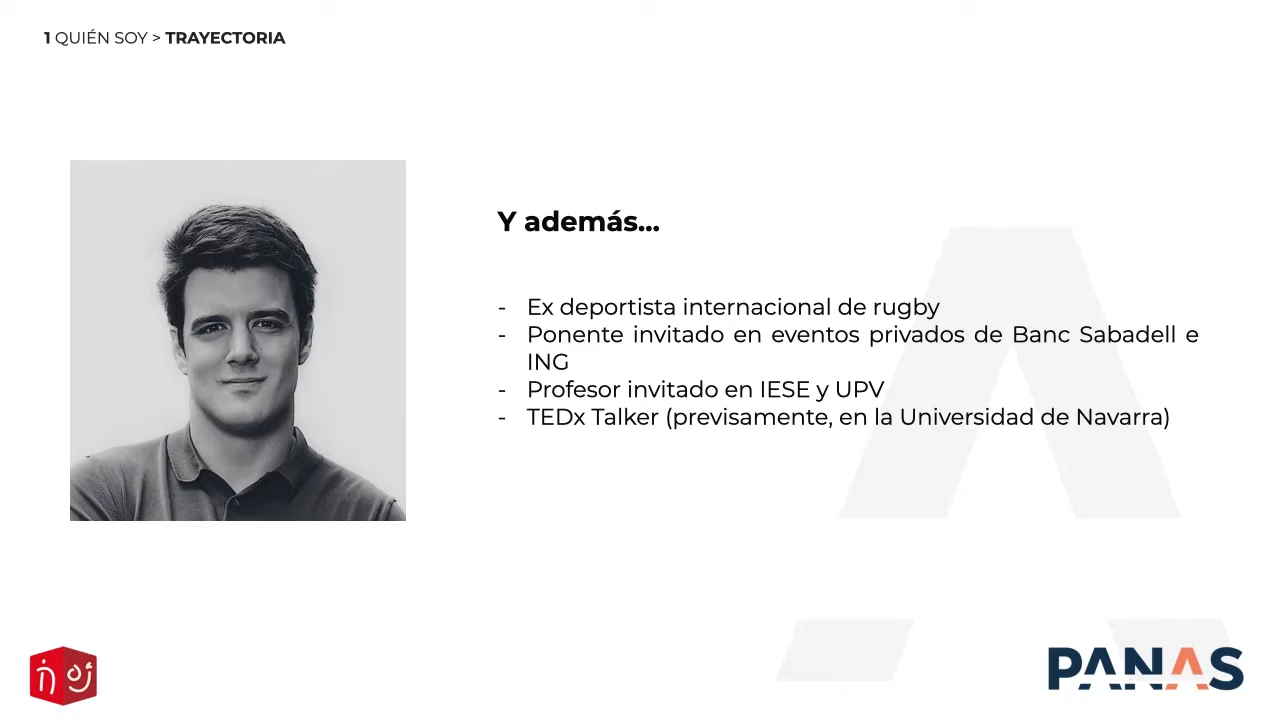 1 QUIÉN SOY > TRAYECTORIA
Y además...
- Ex deportista internacional de rugby
- Ponente invitado en eventos privados de Banc Sabadell e
ING
- Profesor invitado en IESE y UPV
- TEDx Talker (previsamente, en la Universidad de Navarra)
PANAS